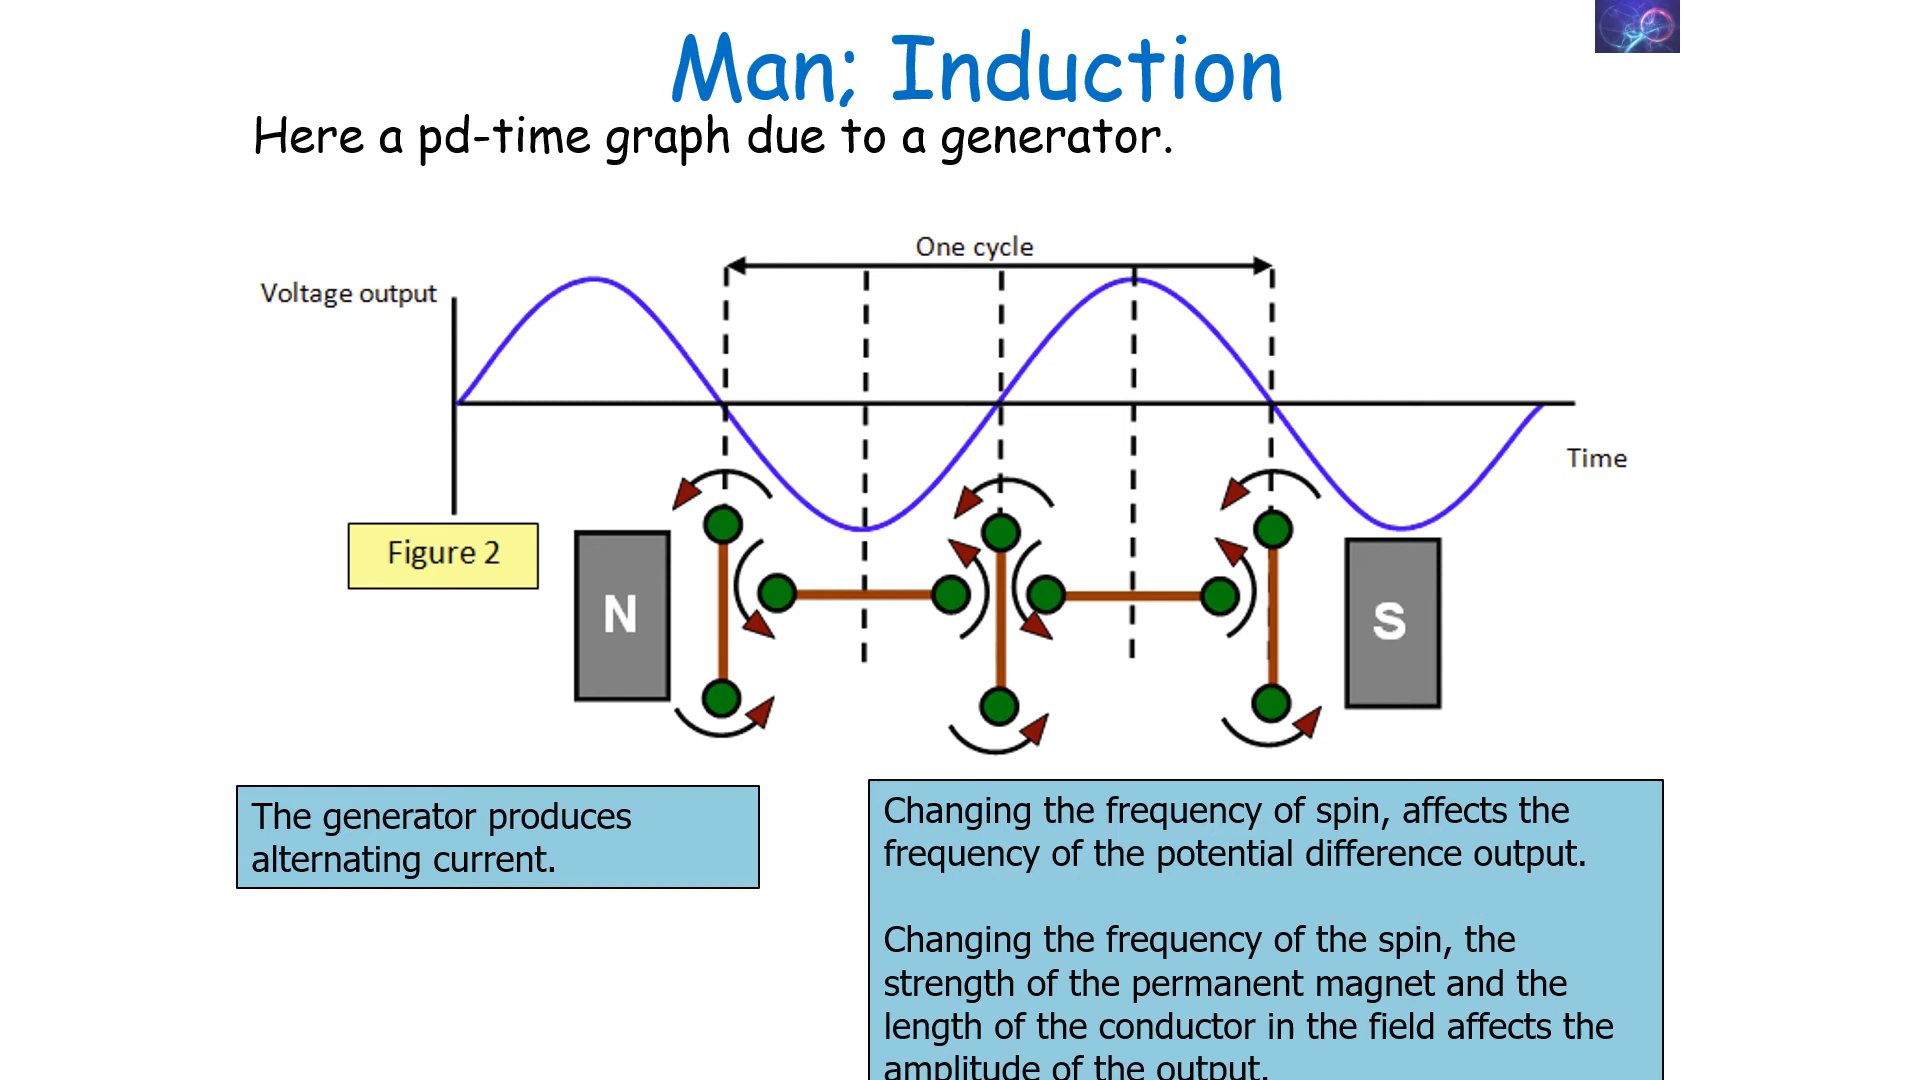 Man; Induction
Here a pd-time graph due to a generator.
One cycle
Voltage output
Time
Figure 2
N
S
The generator produces
alternating current.
Changing the frequency of spin, affects the
frequency of the potential difference output.
Changing the frequency of the spin, the
strength of the permanent magnet and the
length of the conductor in the field affects the
amplitude of the output.